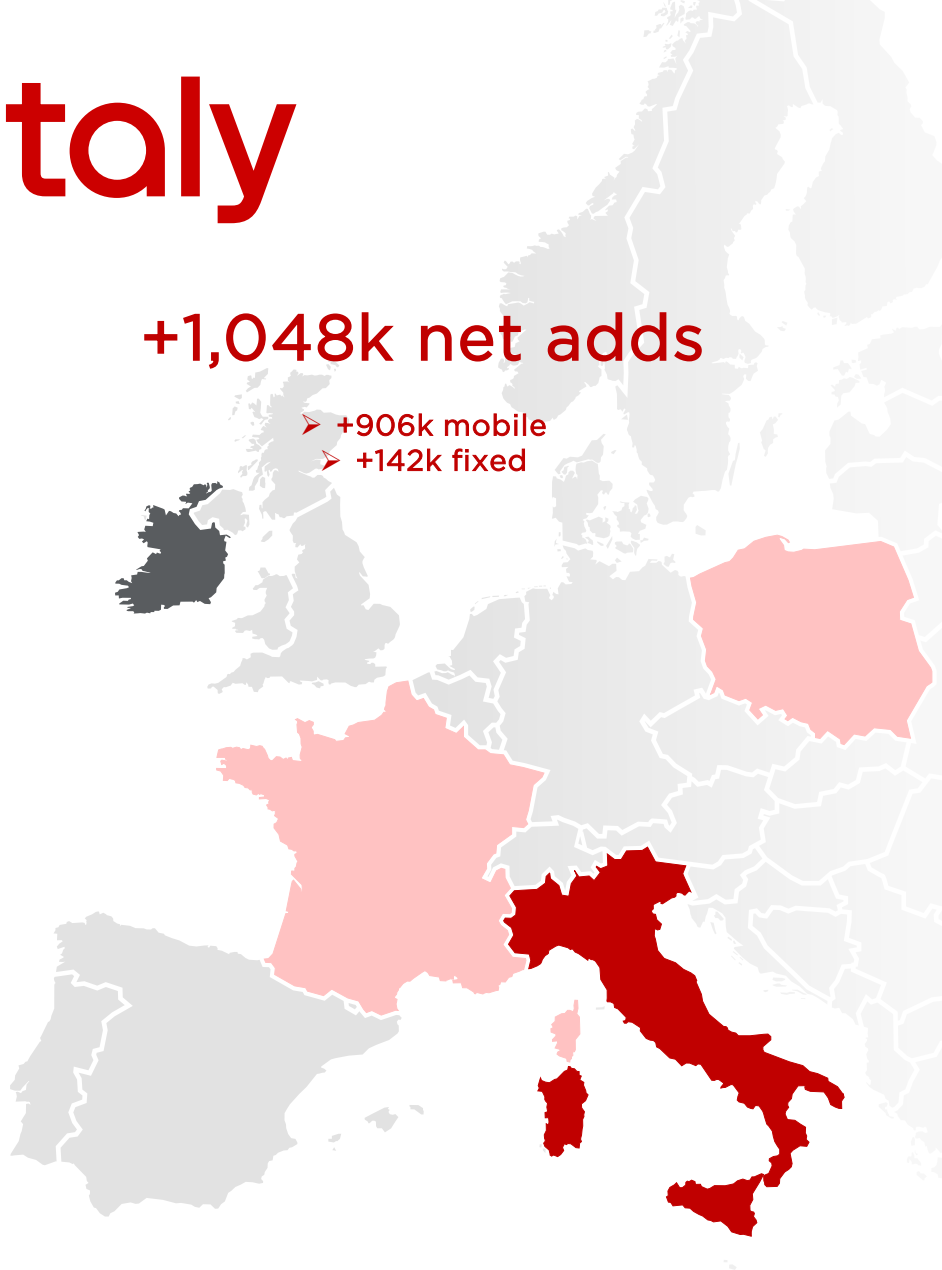 taly
+1,048k net adds
➢ +906k mobile
➢ +142k fixed